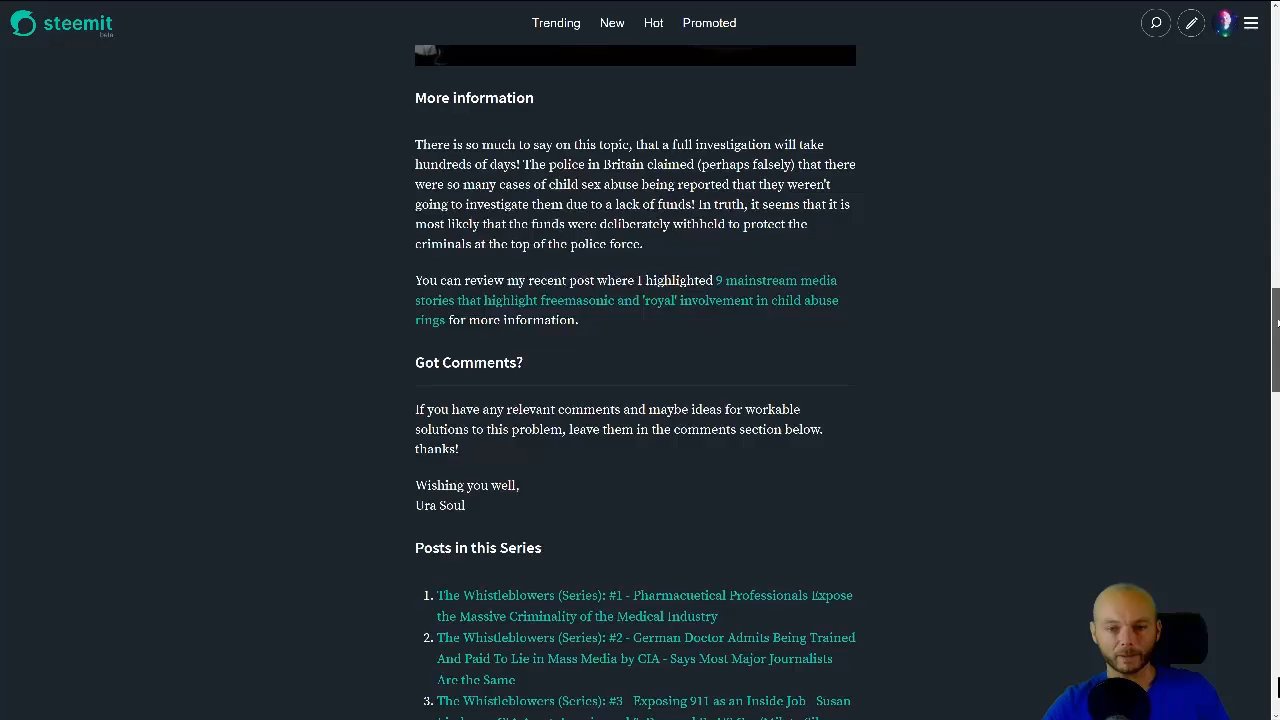 steemit
beta
Trending New Hot Promoted
More information
There is so much to say on this topic, that a full investigation will take
hundreds of days! The police in Britain claimed (perhaps falsely) that there
were so many cases of child sex abuse being reported that they weren't
going to investigate them due to a lack of funds! In truth, it seems that it is
most likely that the funds were deliberately withheld to protect the
criminals at the top of the police force.
You can review my recent post where I highlighted 9 mainstream media
stories that highlight freemasonic and 'royal' involvement in child abuse
rings for more information.
Got Comments?
If you have any relevant comments and maybe ideas for workable
solutions to this problem, leave them in the comments section below.
thanks!
Wishing you well,
Ura Soul
Posts in this Series
1. The Whistleblowers (Series): #1 - Pharmacuetical Professionals Expose
the Massive Criminality of the Medical Industry
2. The Whistleblowers (Series): #2 - German Doctor Admits Being Trained
And Paid To Lie in Mass Media by CIA - Says Most Major Journalists
Are the Same
3. The Whistleblowers (Series): #3 - Exposing 911 as an Inside Job - Susan